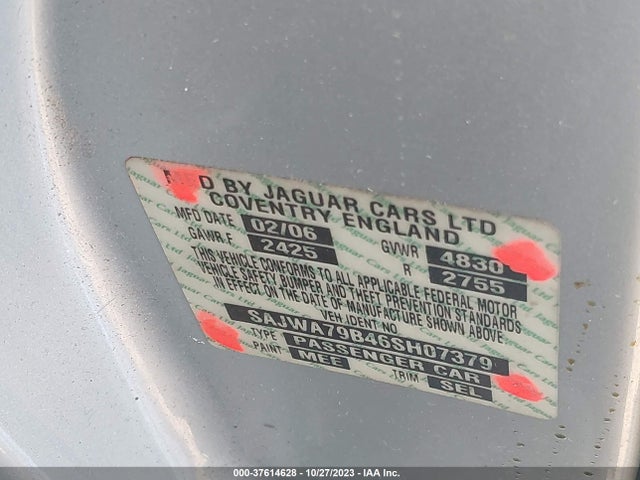 D BY JAGUAR CARS LTD
COVENTRY ENGLAND
MFD DATE 02/06 GVWR 4830
GAWR F 2425 R 2755
THIS VEHICLE CONFORMS TO ALL APPLICABLE FEDERAL MOTOR
VEHICLE SAFETY, BUMPER AND THEFT PREVENTION STANDARDS
IN EFFECT ON THE DATE OF MANUFACTURE SHOWN ABOVE
VEH IDENT NO
SAJWA79B46SH07379
TYPE PASSENGER CAR
PAINT MEE TRIM SEL
000-37614628 - 10/27/2023 - IAA Inc.